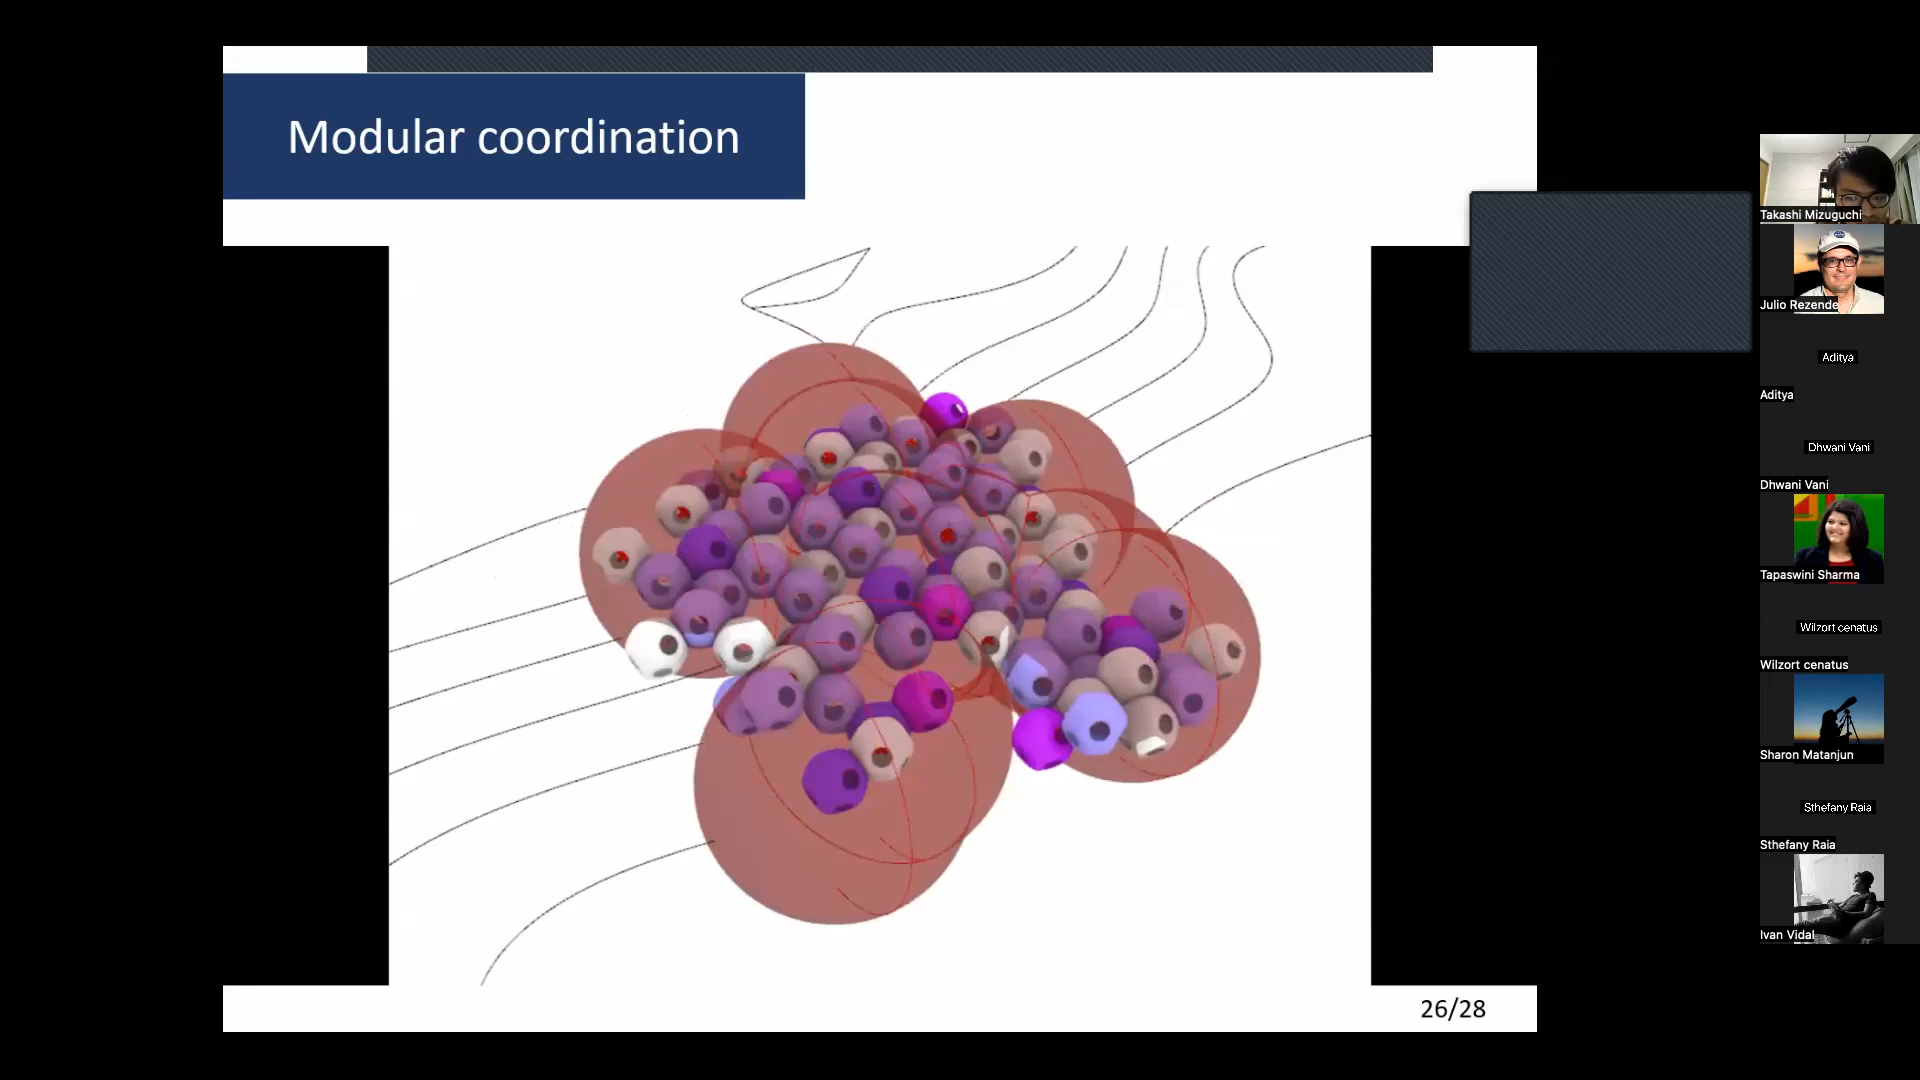 Modular coordination
26/28
Takashi Mizuguchi
Julio Rezende
Aditya
Aditya
Dhwani Vani
Dhwani Vani
Tapaswini Sharma
Wilzort cenatus
Wilzort cenatus
Sharon Matanjun
Sthefany Raia
Sthefany Raia
Ivan Vidal